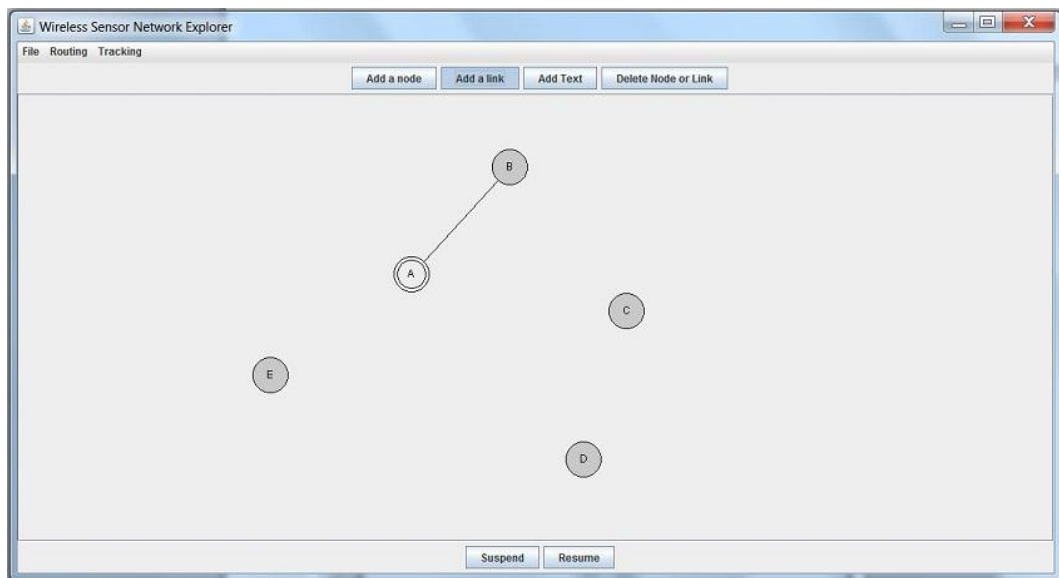 Wireless Sensor Network Explorer
File Routing Tracking
Add a node Add a link Add Text Delete Node or Link
B
A
C
E
D
Suspend Resume